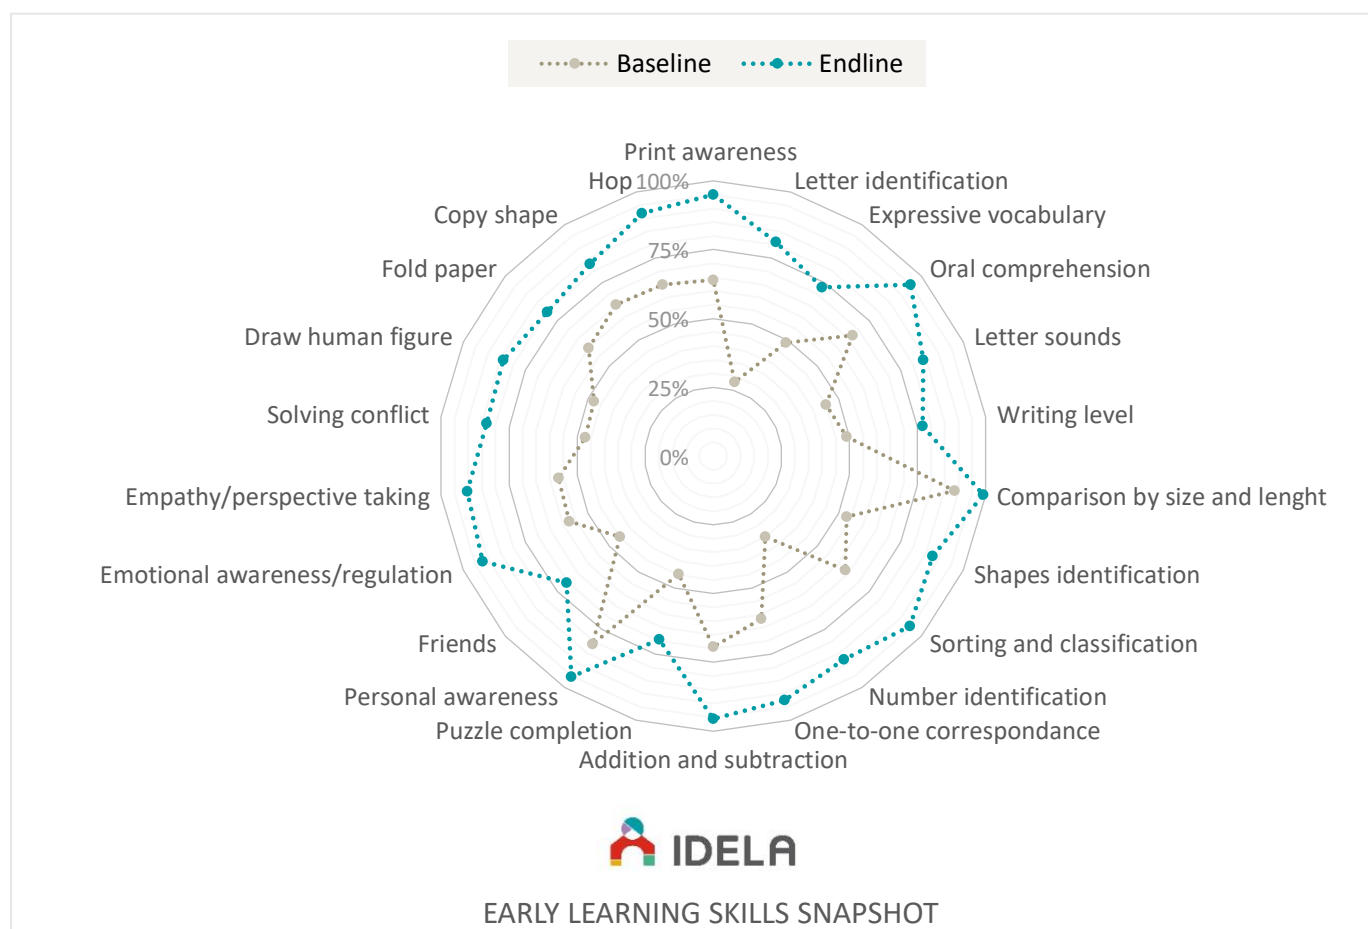 Baseline Endline
Print awareness
Hop 100% Letter identification
Copy shape Expressive vocabulary
Fold paper 75% Oral comprehension
Draw human figure 50% Letter sounds
Solving conflict 25% Writing level
0%
Empathy/perspective taking Comparison by size and lenght
Emotional awareness/regulation Shapes identification
Friends Sorting and classification
Personal awareness Number identification
Puzzle completion One-to-one correspondance
Addition and subtraction
IDELA
EARLY LEARNING SKILLS SNAPSHOT